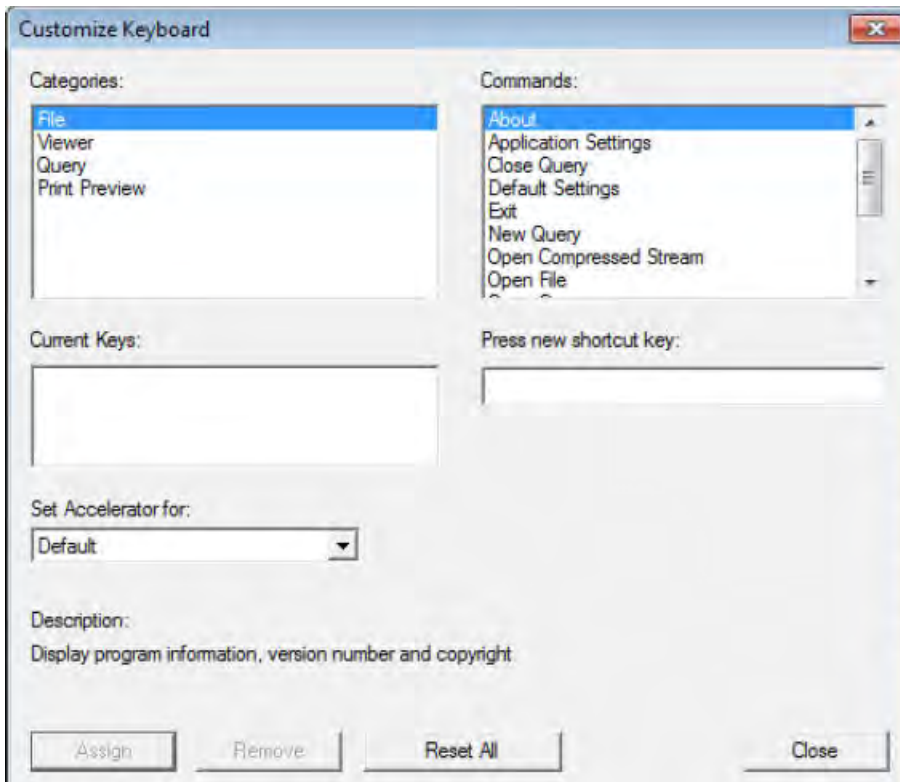 Customize Keyboard
Categories:
File
Viewer
Query
Print Preview
Commands:
About
Application Settings
Close Query
Default Settings
Exit
New Query
Open Compressed Stream
Open File
Current Keys:
Press new shortcut key:
Set Accelerator for:
Default
Description:
Display program information, version number and copyright
Assign
Remove
Reset All
Close